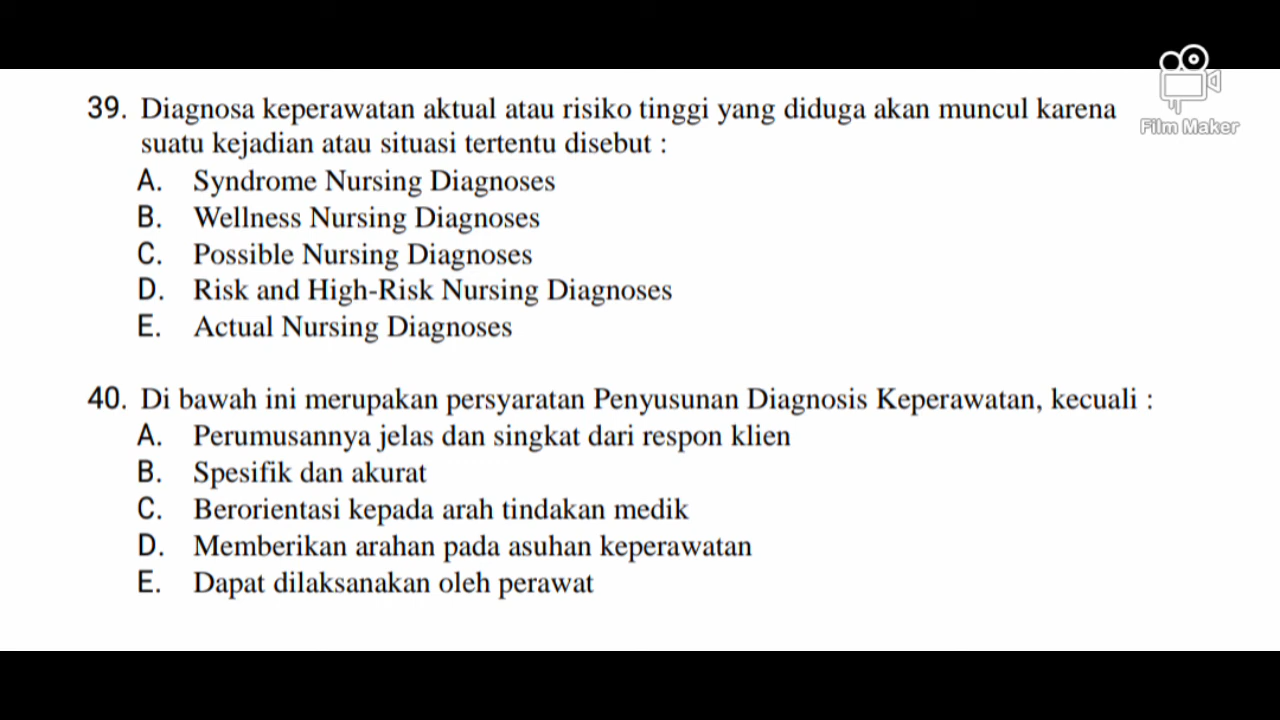 Film Maker
39. Diagnosa keperawatan aktual atau risiko tinggi yang diduga akan muncul karena
suatu kejadian atau situasi tertentu disebut :
A. Syndrome Nursing Diagnoses
B. Wellness Nursing Diagnoses
C. Possible Nursing Diagnoses
D. Risk and High-Risk Nursing Diagnoses
E. Actual Nursing Diagnoses
40. Di bawah ini merupakan persyaratan Penyusunan Diagnosis Keperawatan, kecuali :
A. Perumusannya jelas dan singkat dari respon klien
B. Spesifik dan akurat
C. Berorientasi kepada arah tindakan medik
D. Memberikan arahan pada asuhan keperawatan
E. Dapat dilaksanakan oleh perawat